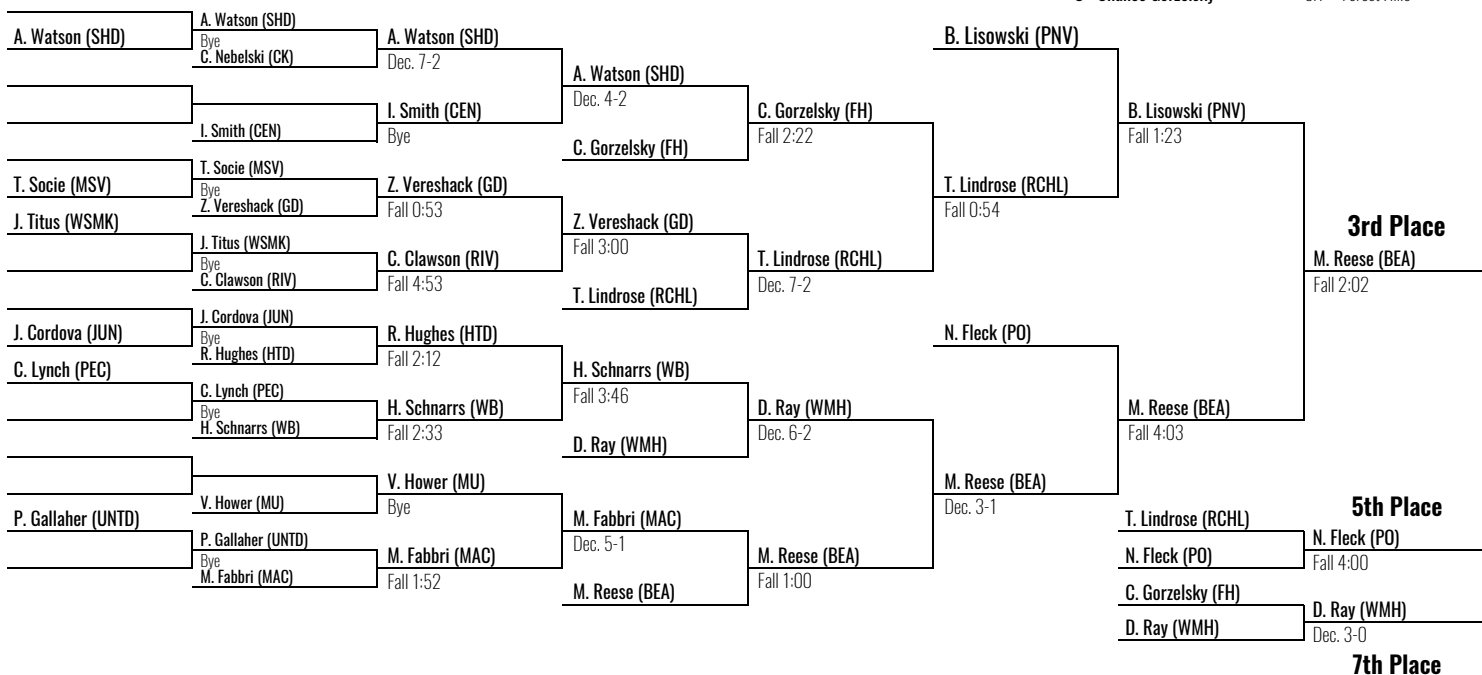 A. Watson (SHD)
T. Socie (MSV)
J. Titus (WSMK)
J. Cordova (JUN)
C. Lynch (PEC)
P. Gallaher (UNTD)
A. Watson (SHD)
Bye
C. Nebelski (CK)
I. Smith (CEN)
T. Socie (MSV)
Bye
Z. Vereshack (GD)
J. Titus (WSMK)
Bye
C. Clawson (RIV)
J. Cordova (JUN)
Bye
R. Hughes (HTD)
C. Lynch (PEC)
Bye
H. Schnarrs (WB)
V. Hower (MU)
P. Gallaher (UNTD)
Bye
M. Fabbri (MAC)
A. Watson (SHD)
Dec. 7-2
I. Smith (CEN)
Bye
Z. Vereshack (GD)
Fall 0:53
C. Clawson (RIV)
Fall 4:53
R. Hughes (HTD)
Fall 2:12
H. Schnarrs (WB)
Fall 2:33
V. Hower (MU)
Bye
M. Fabbri (MAC)
Fall 1:52
A. Watson (SHD)
Dec. 4-2
C. Gorzelsky (FH)
Z. Vereshack (GD)
Fall 3:00
T. Lindrose (RCHL)
H. Schnarrs (WB)
Fall 3:46
D. Ray (WMH)
M. Fabbri (MAC)
Dec. 5-1
M. Reese (BEA)
C. Gorzelsky (FH)
Fall 2:22
T. Lindrose (RCHL)
Dec. 7-2
D. Ray (WMH)
Dec. 6-2
M. Reese (BEA)
Fall 1:00
B. Lisowski (PNV)
T. Lindrose (RCHL)
Fall 0:54
N. Fleck (PO)
M. Reese (BEA)
Dec. 3-1
B. Lisowski (PNV)
Fall 1:23
M. Reese (BEA)
Fall 4:03
3rd Place
M. Reese (BEA)
Fall 2:02
T. Lindrose (RCHL)
N. Fleck (PO)
5th Place
N. Fleck (PO)
Fall 4:00
C. Gorzelsky (FH)
D. Ray (WMH)
D. Ray (WMH)
Dec. 3-0
7th Place